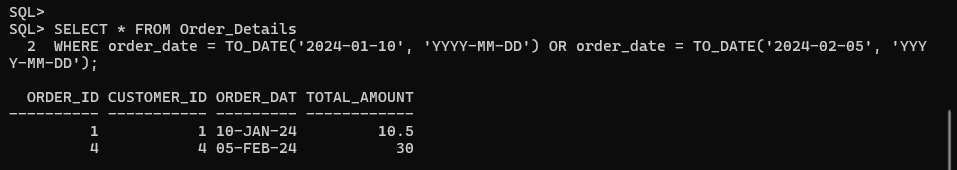 SQL>
SQL> SELECT * FROM Order_Details
  2  WHERE order_date = TO_DATE('2024-01-10', 'YYYY-MM-DD') OR order_date = TO_DATE('2024-02-05', 'YYY
Y-MM-DD');

  ORDER_ID CUSTOMER_ID ORDER_DAT TOTAL_AMOUNT
---------- ----------- --------- ------------
         1           1 10-JAN-24         10.5
         4           4 05-FEB-24           30